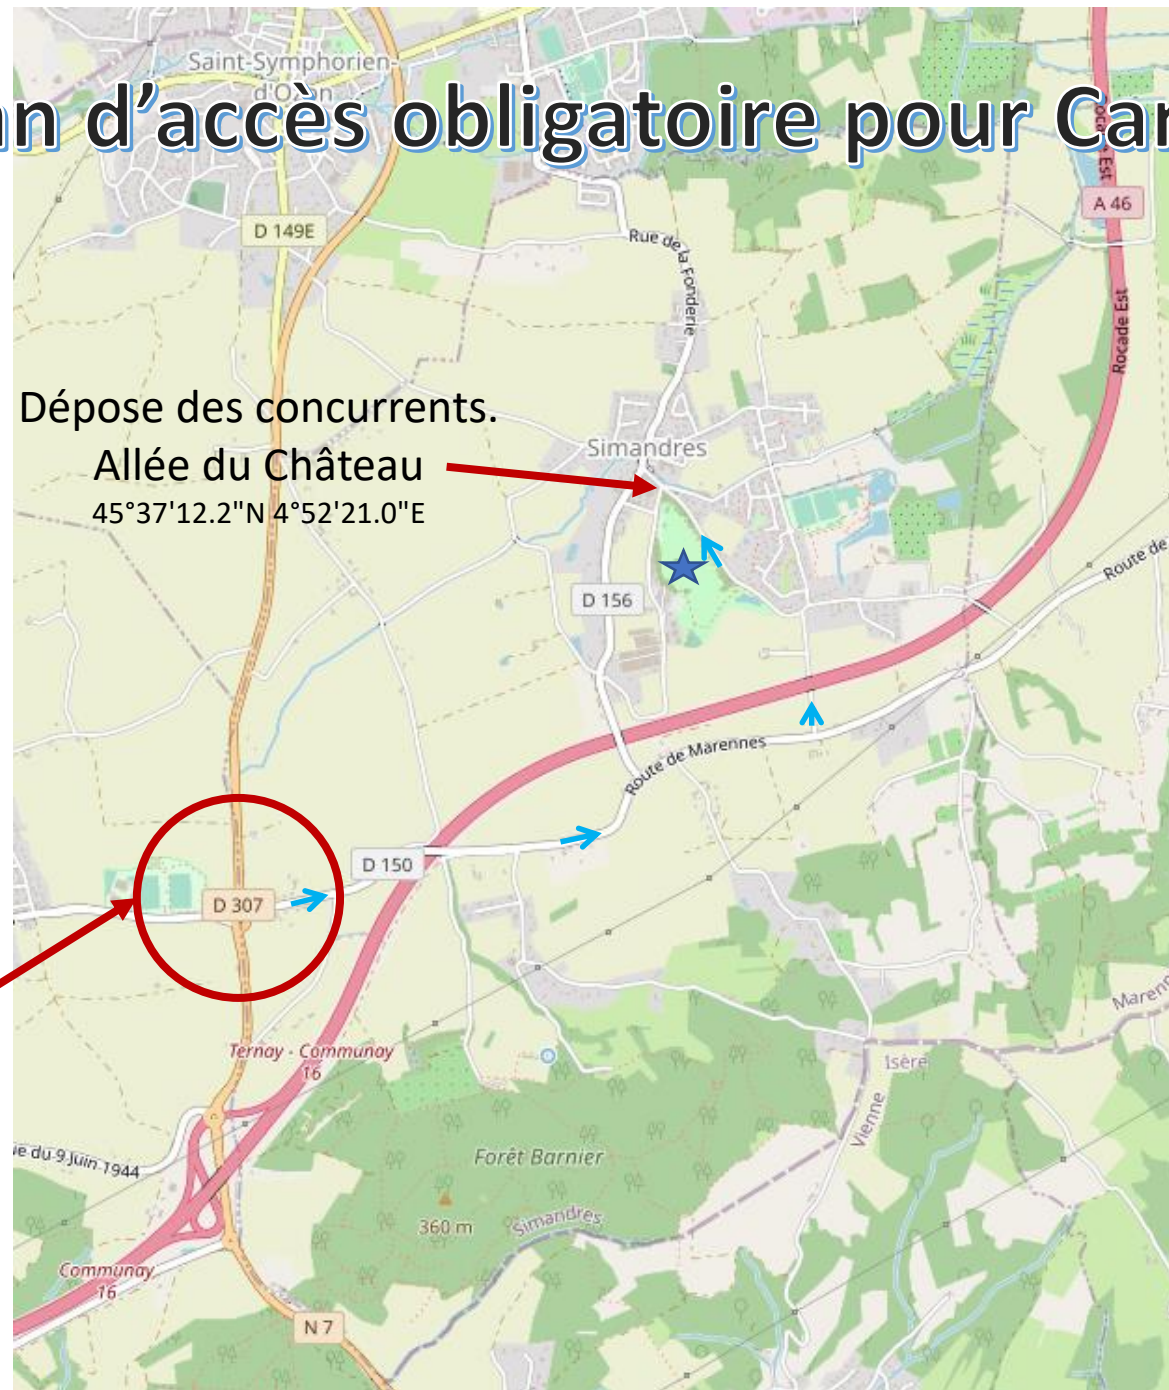 Saint-Symphorien-
d'Ozon
d'accès obligatoire pour
Rocade Est
A 46
D 149E
Rue de la Fonderie
Rocade Est
Dépose des concurrents.
Allée du Château
45°37'12.2"N 4°52'21.0"E
Simandres
Route de
D 156
Route de Marennes
D 150
D 307
Ternay - Communay
16
Isère
Vienne
Forêt Barnier
360 m
Simandres
du 9 Juin 1944
Communay
16
N 7